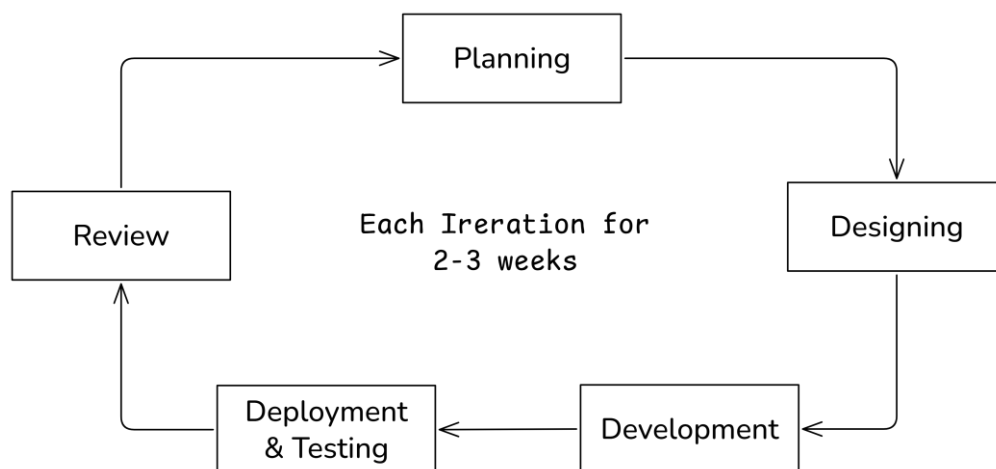 Planning
Designing
Review
Each Ireration for
2-3 weeks
Deployment
& Testing
Development